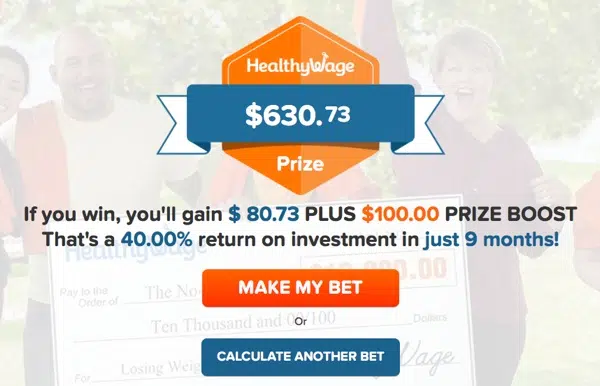 HealthyWage
$630.73
Prize
If you win, you'll gain $ 80.73 PLUS $100.00 PRIZE BOOST
That's a 40.00% return on investment in just 9 months!
HealthyWage
MAKE MY BET
Pay to the
Order of
The No
Or
Ten Thousand and 00/100
Dollars
CALCULATE ANOTHER BET
For
Losing Weig
Wage